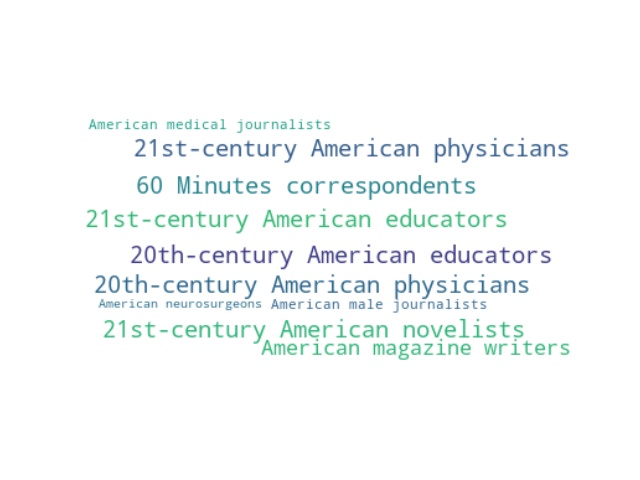 American medical journalists
21st-century American physicians
60 Minutes correspondents
21st-century American educators
20th-century American educators
20th-century American physicians
American neurosurgeons American male journalists
21st-century American novelists
American magazine writers